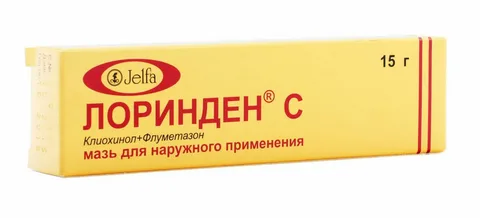 Jelfa
15 г
ЛОРИНДЕН® С
Клиохинол+Флуметазон
мазь для наружного применения